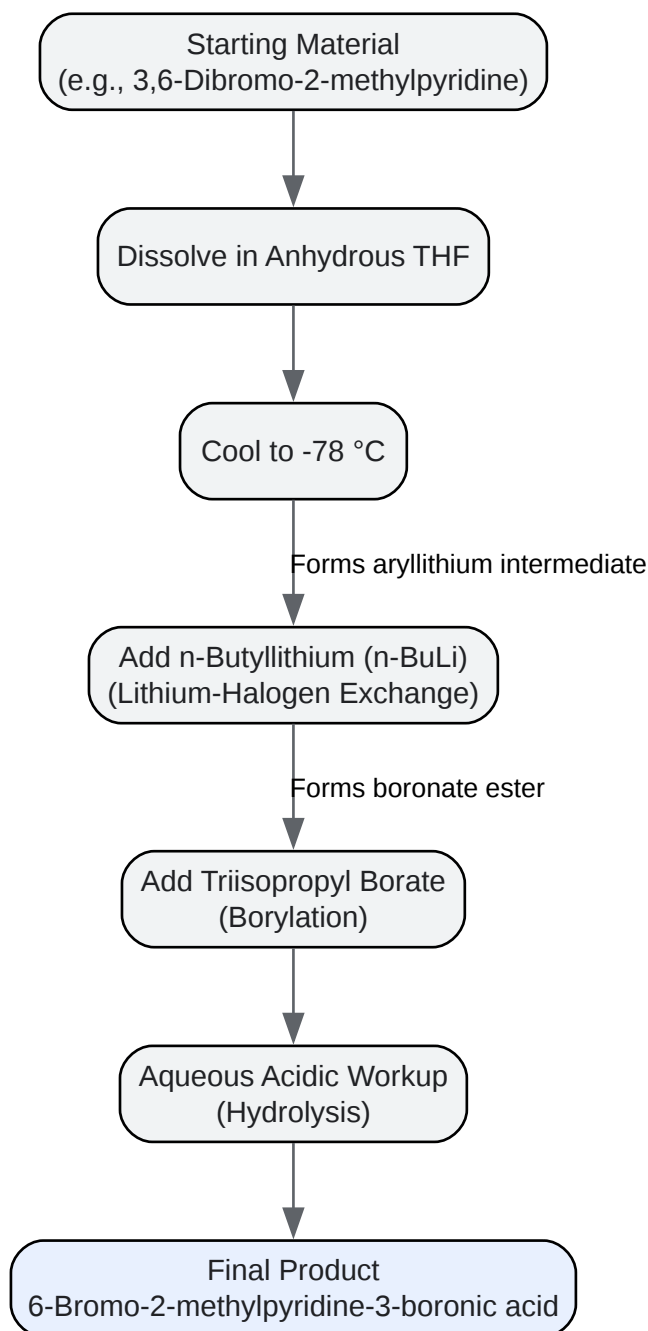 Starting Material
(e.g., 3,6-Dibromo-2-methylpyridine)
Dissolve in Anhydrous THF
Cool to -78 °C
Forms aryllithium intermediate
Add n-Butyllithium (n-BuLi)
(Lithium-Halogen Exchange)
Forms boronate ester
Add Triisopropyl Borate
(Borylation)
Aqueous Acidic Workup
(Hydrolysis)
Final Product
6-Bromo-2-methylpyridine-3-boronic acid